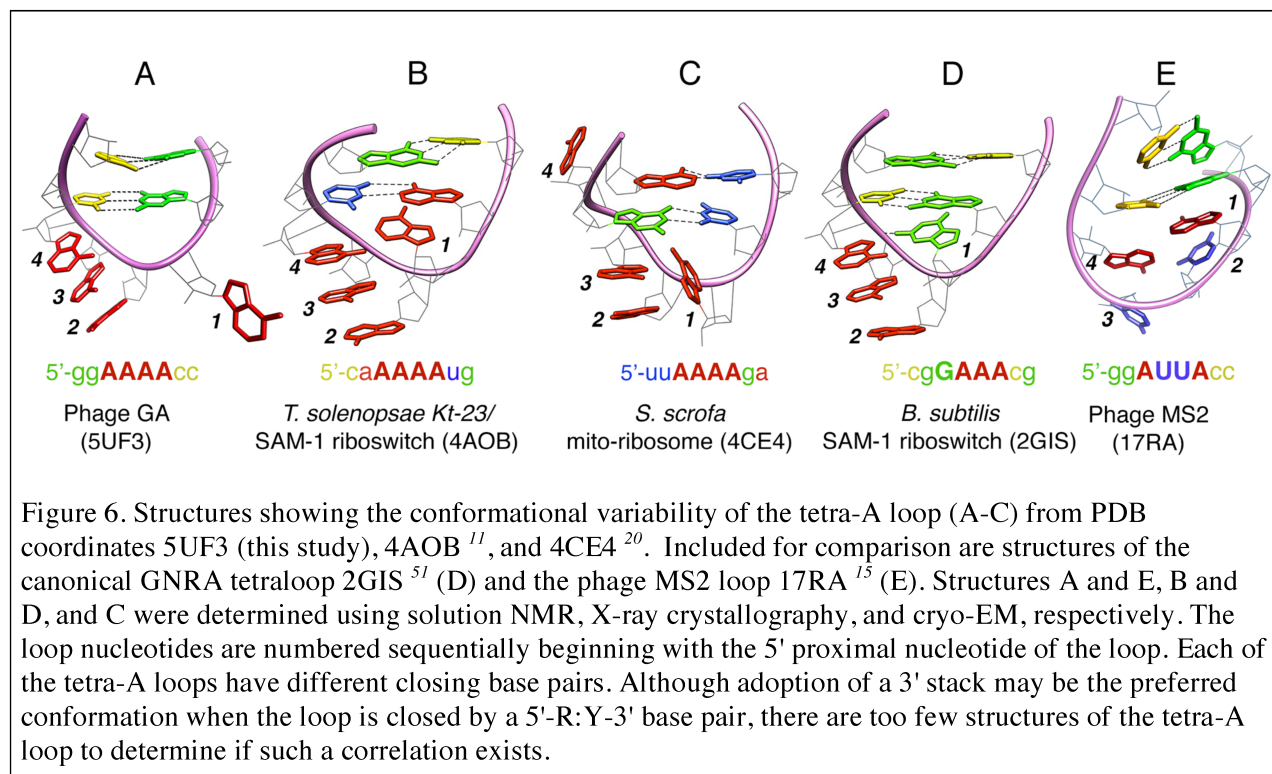 A B C D E
4 3 2 1
4 3 2 1
4 3 2 1
4 3 2 1
1 4 2 3
5'-ggAAAAcc 5'-caAAAAug 5'-uuAAAAga 5'-cgGAAAcg 5'-ggAUUAcc
Phage GA T. solenopsae Kt-23/ S. scrofa B. subtilis Phage MS2
(5UF3) SAM-1 riboswitch (4AOB) mito-ribosome (4CE4) SAM-1 riboswitch (2GIS) (17RA)
Figure 6. Structures showing the conformational variability of the tetra-A loop (A-C) from PDB
coordinates 5UF3 (this study), 4AOB 11, and 4CE4 20. Included for comparison are structures of the
canonical GNRA tetraloop 2GIS 51 (D) and the phage MS2 loop 17RA 15 (E). Structures A and E, B and
D, and C were determined using solution NMR, X-ray crystallography, and cryo-EM, respectively. The
loop nucleotides are numbered sequentially beginning with the 5' proximal nucleotide of the loop. Each of
the tetra-A loops have different closing base pairs. Although adoption of a 3' stack may be the preferred
conformation when the loop is closed by a 5'-R:Y-3' base pair, there are too few structures of the tetra-A
loop to determine if such a correlation exists.